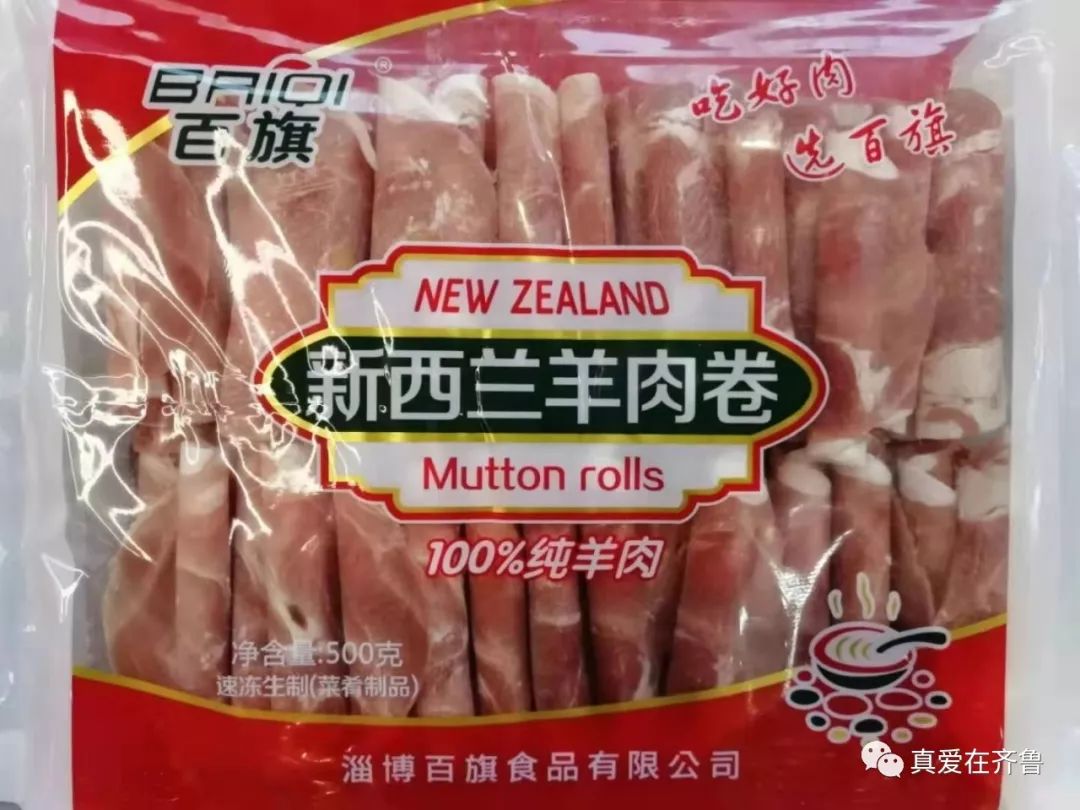 BAIQI®
百旗
吃好肉
选百旗
NEW ZEALAND
新西兰羊肉卷
Mutton rolls
100%纯羊肉
净含量:500克
速冻生制(菜肴制品)
淄博百旗食品有限公司
真爱在齐鲁